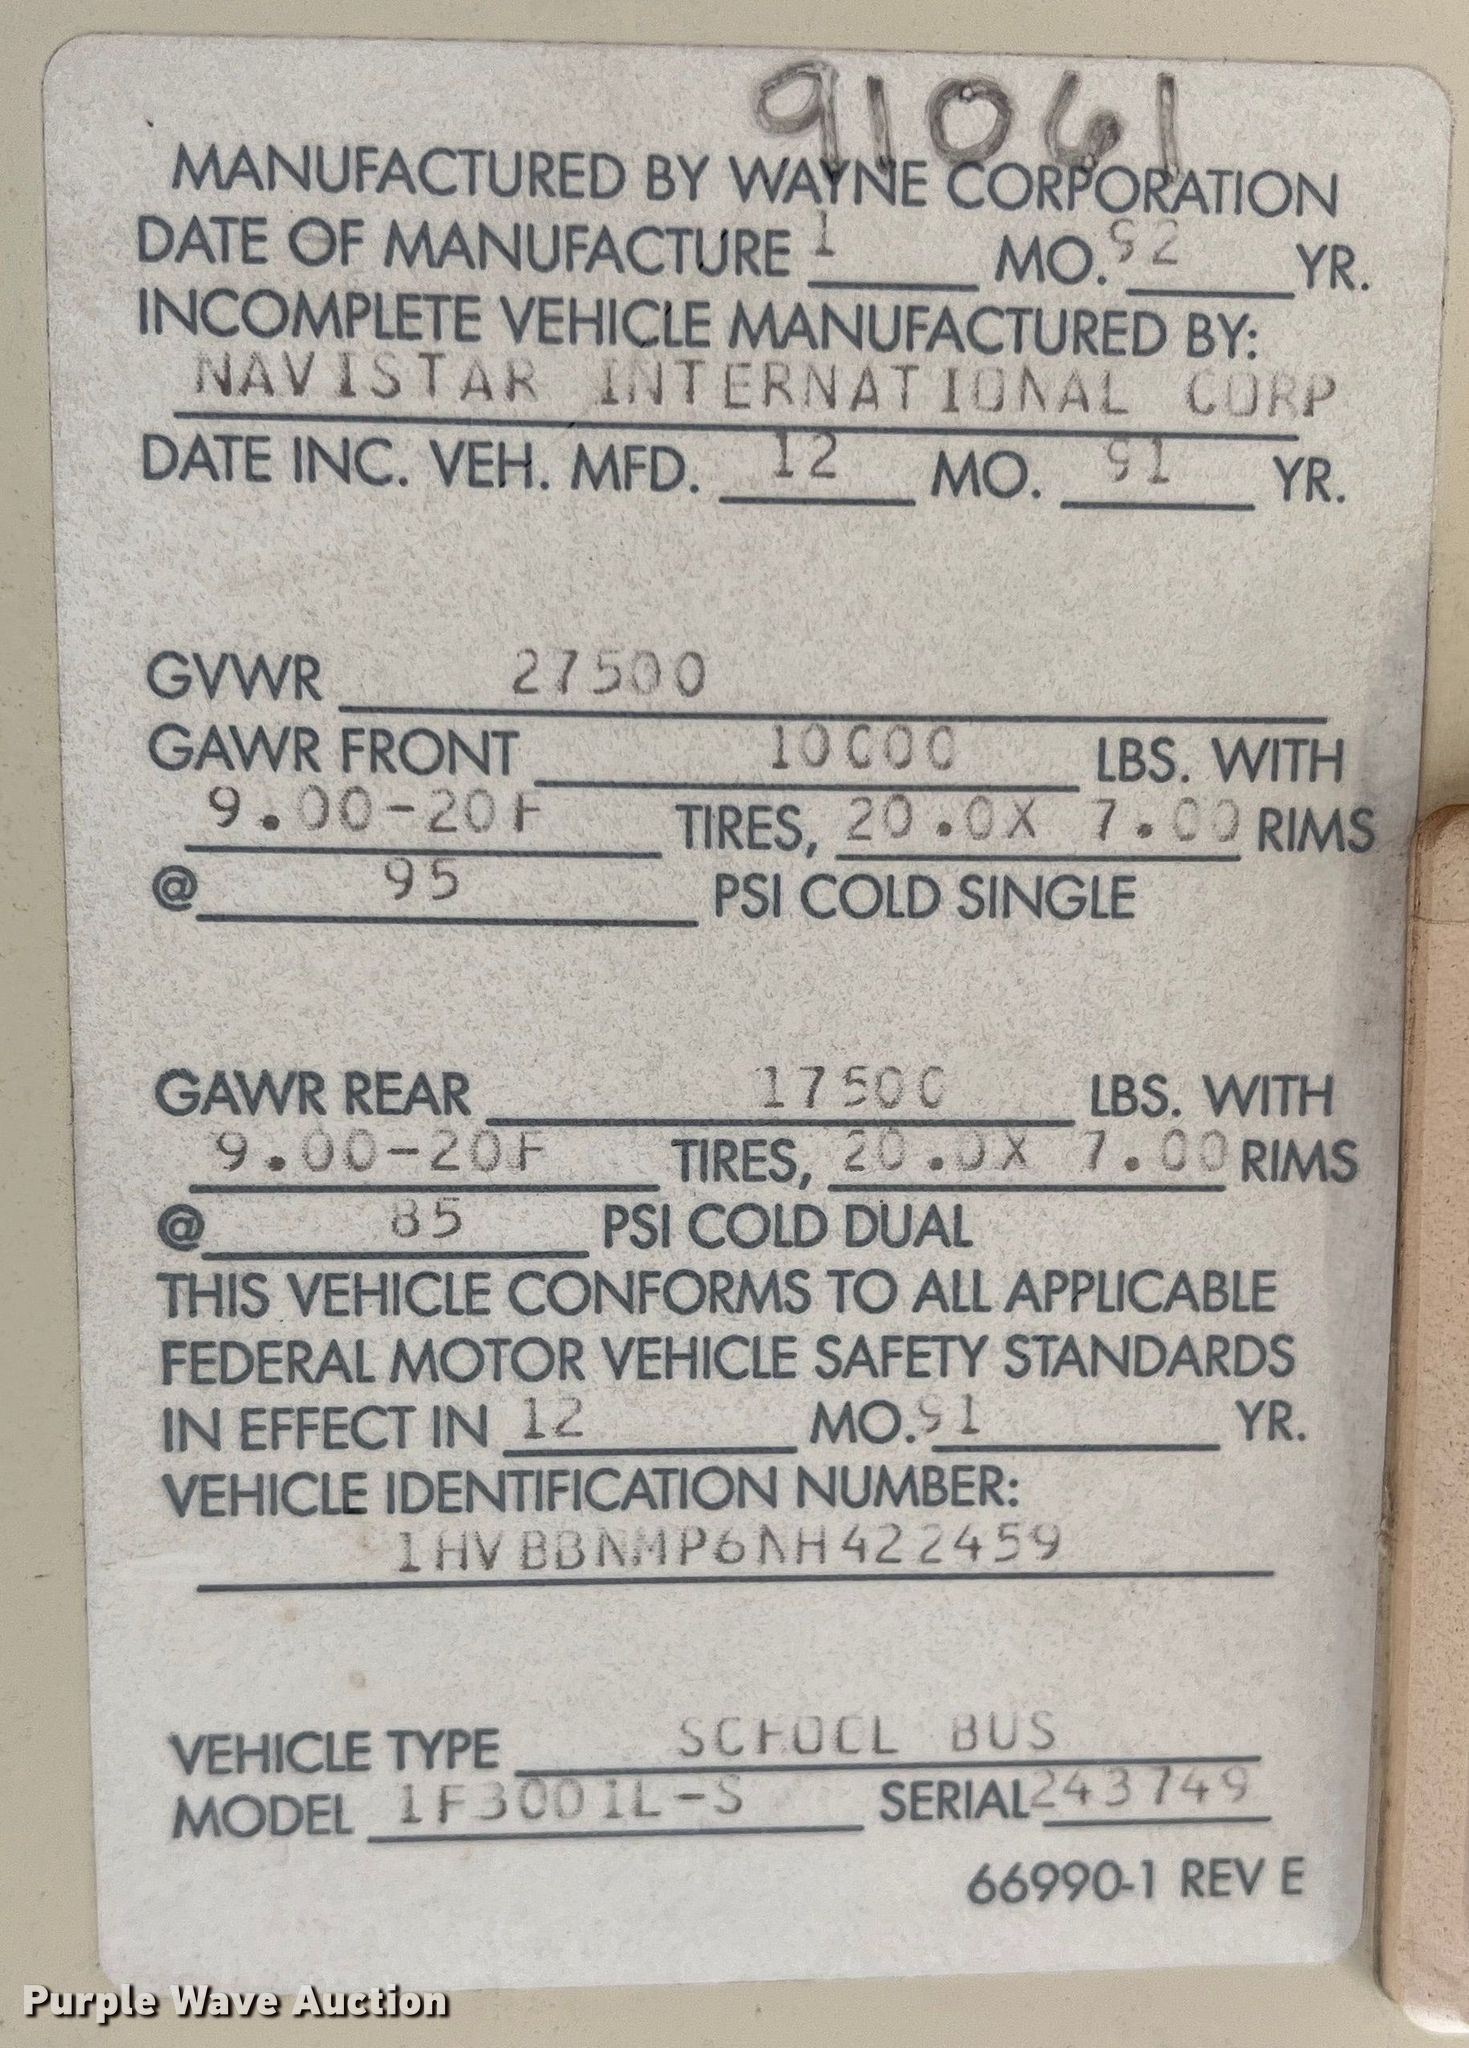 91061
MANUFACTURED BY WAYNE CORPORATION
DATE OF MANUFACTURE 1 MO. 92 YR.
INCOMPLETE VEHICLE MANUFACTURED BY:
NAVISTAR INTERNATIONAL CORP
DATE INC. VEH. MFD. 12 MO. 91 YR.
GVWR 27500
GAWR FRONT 10000 LBS. WITH
9.00-20F TIRES, 20.0X 7.00 RIMS
@ 95 PSI COLD SINGLE
GAWR REAR 17500 LBS. WITH
9.00-20F TIRES, 20.0X 7.00 RIMS
@ 85 PSI COLD DUAL
THIS VEHICLE CONFORMS TO ALL APPLICABLE
FEDERAL MOTOR VEHICLE SAFETY STANDARDS
IN EFFECT IN 12 MO. 91 YR.
VEHICLE IDENTIFICATION NUMBER:
1HVBBNMP6NH422459
VEHICLE TYPE SCHOOL BUS
MODEL 1F3001L-S SERIAL 243749
66990-1 REV E
Purple Wave Auction